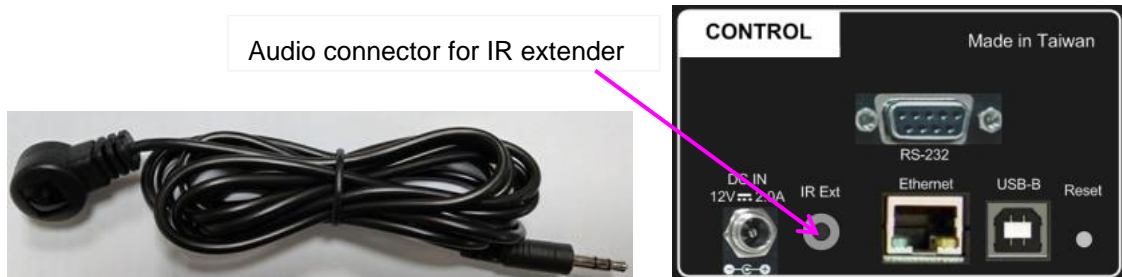 Audio connector for IR extender
CONTROL
Made in Taiwan
RS-232
DC IN
12V⎓2.0A
IR Ext
Ethernet
USB-B
Reset